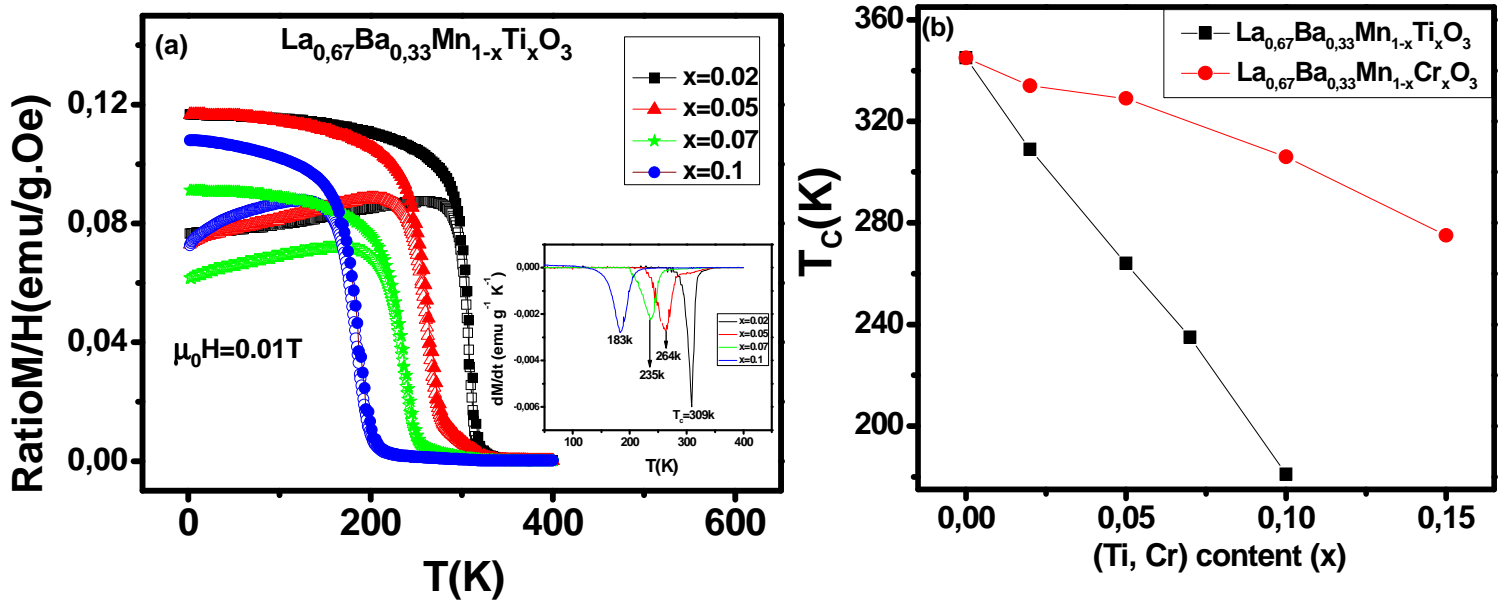 (a)
La0,67Ba0,33Mn1-xTixO3
x=0.02
x=0.05
x=0.07
x=0.1
0,12
0,08
0,04
0,00
RatioM/H(emu/g.Oe)
μ0H=0.01T
0 200 400 600
T(K)
0,000
-0,002
-0,004
-0,006
dM/dt (emu g-1 K-1)
183k
235k
264k
Tc=309k
x=0.02
x=0.05
x=0.07
x=0.1
100 200 300 400
T(K)
(b)
La0,67Ba0,33Mn1-xTixO3
La0,67Ba0,33Mn1-xCrxO3
360
320
280
240
200
TC(K)
0,00 0,05 0,10 0,15
(Ti, Cr) content (x)